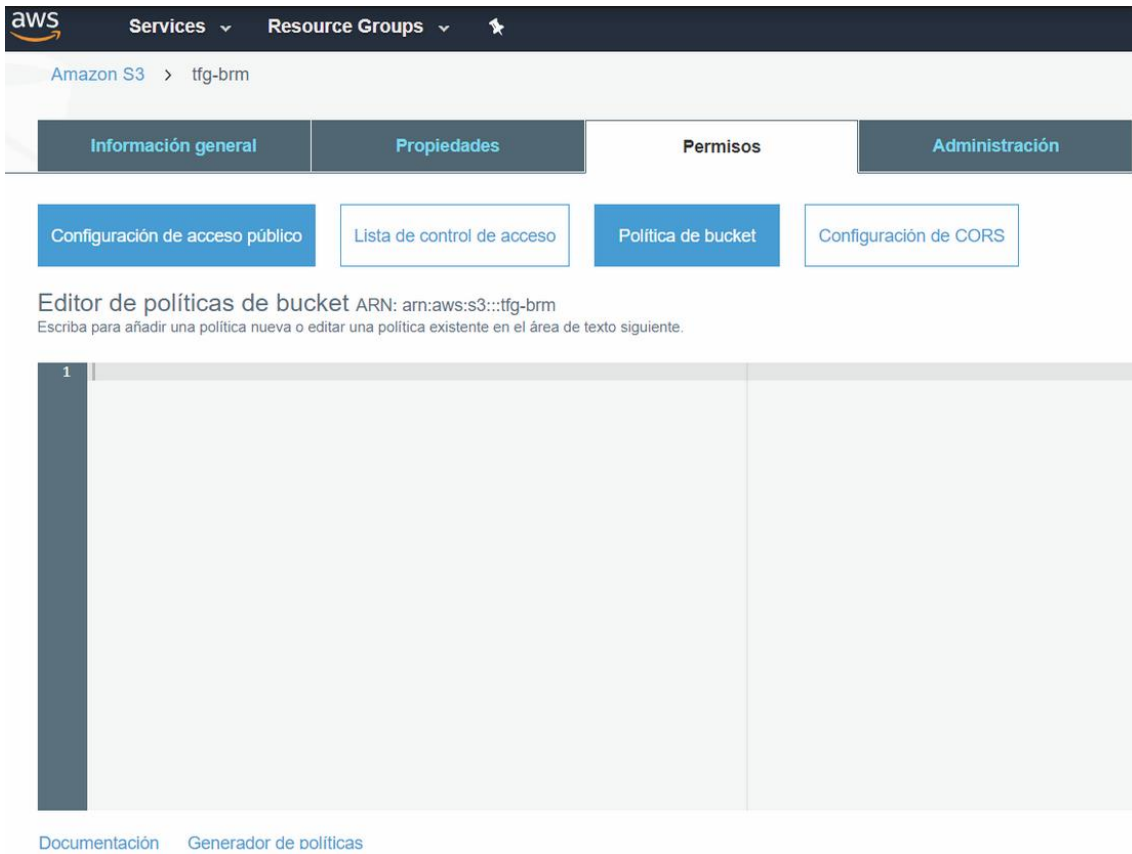 aws Services Resource Groups
Amazon S3 > tfg-brm
Información general Propiedades Permisos Administración
Configuración de acceso público Lista de control de acceso Política de bucket Configuración de CORS
Editor de políticas de bucket ARN: arn:aws:s3:::tfg-brm
Escriba para añadir una política nueva o editar una política existente en el área de texto siguiente.
1
Documentación Generador de políticas